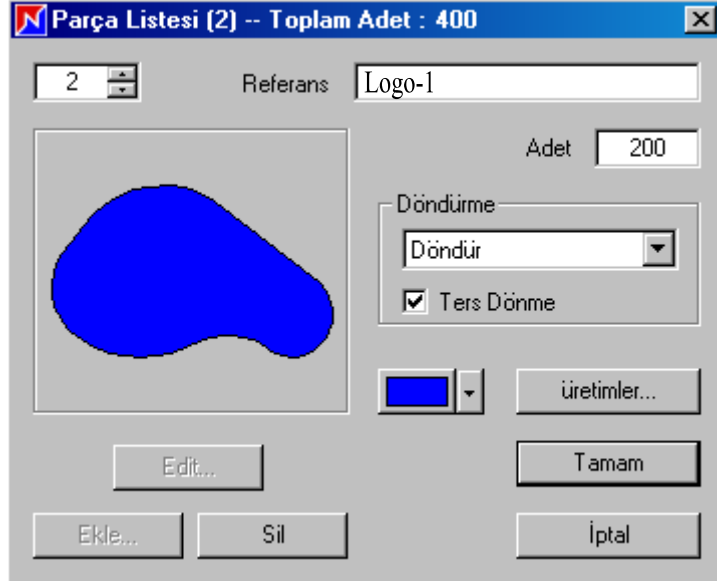 Parça Listesi (2) -- Toplam Adet : 400
2 Referans Logo-1
Adet 200
Döndürme
Döndür
Ters Dönme
üretimler...
Edit... Tamam
Ekle... Sil İptal